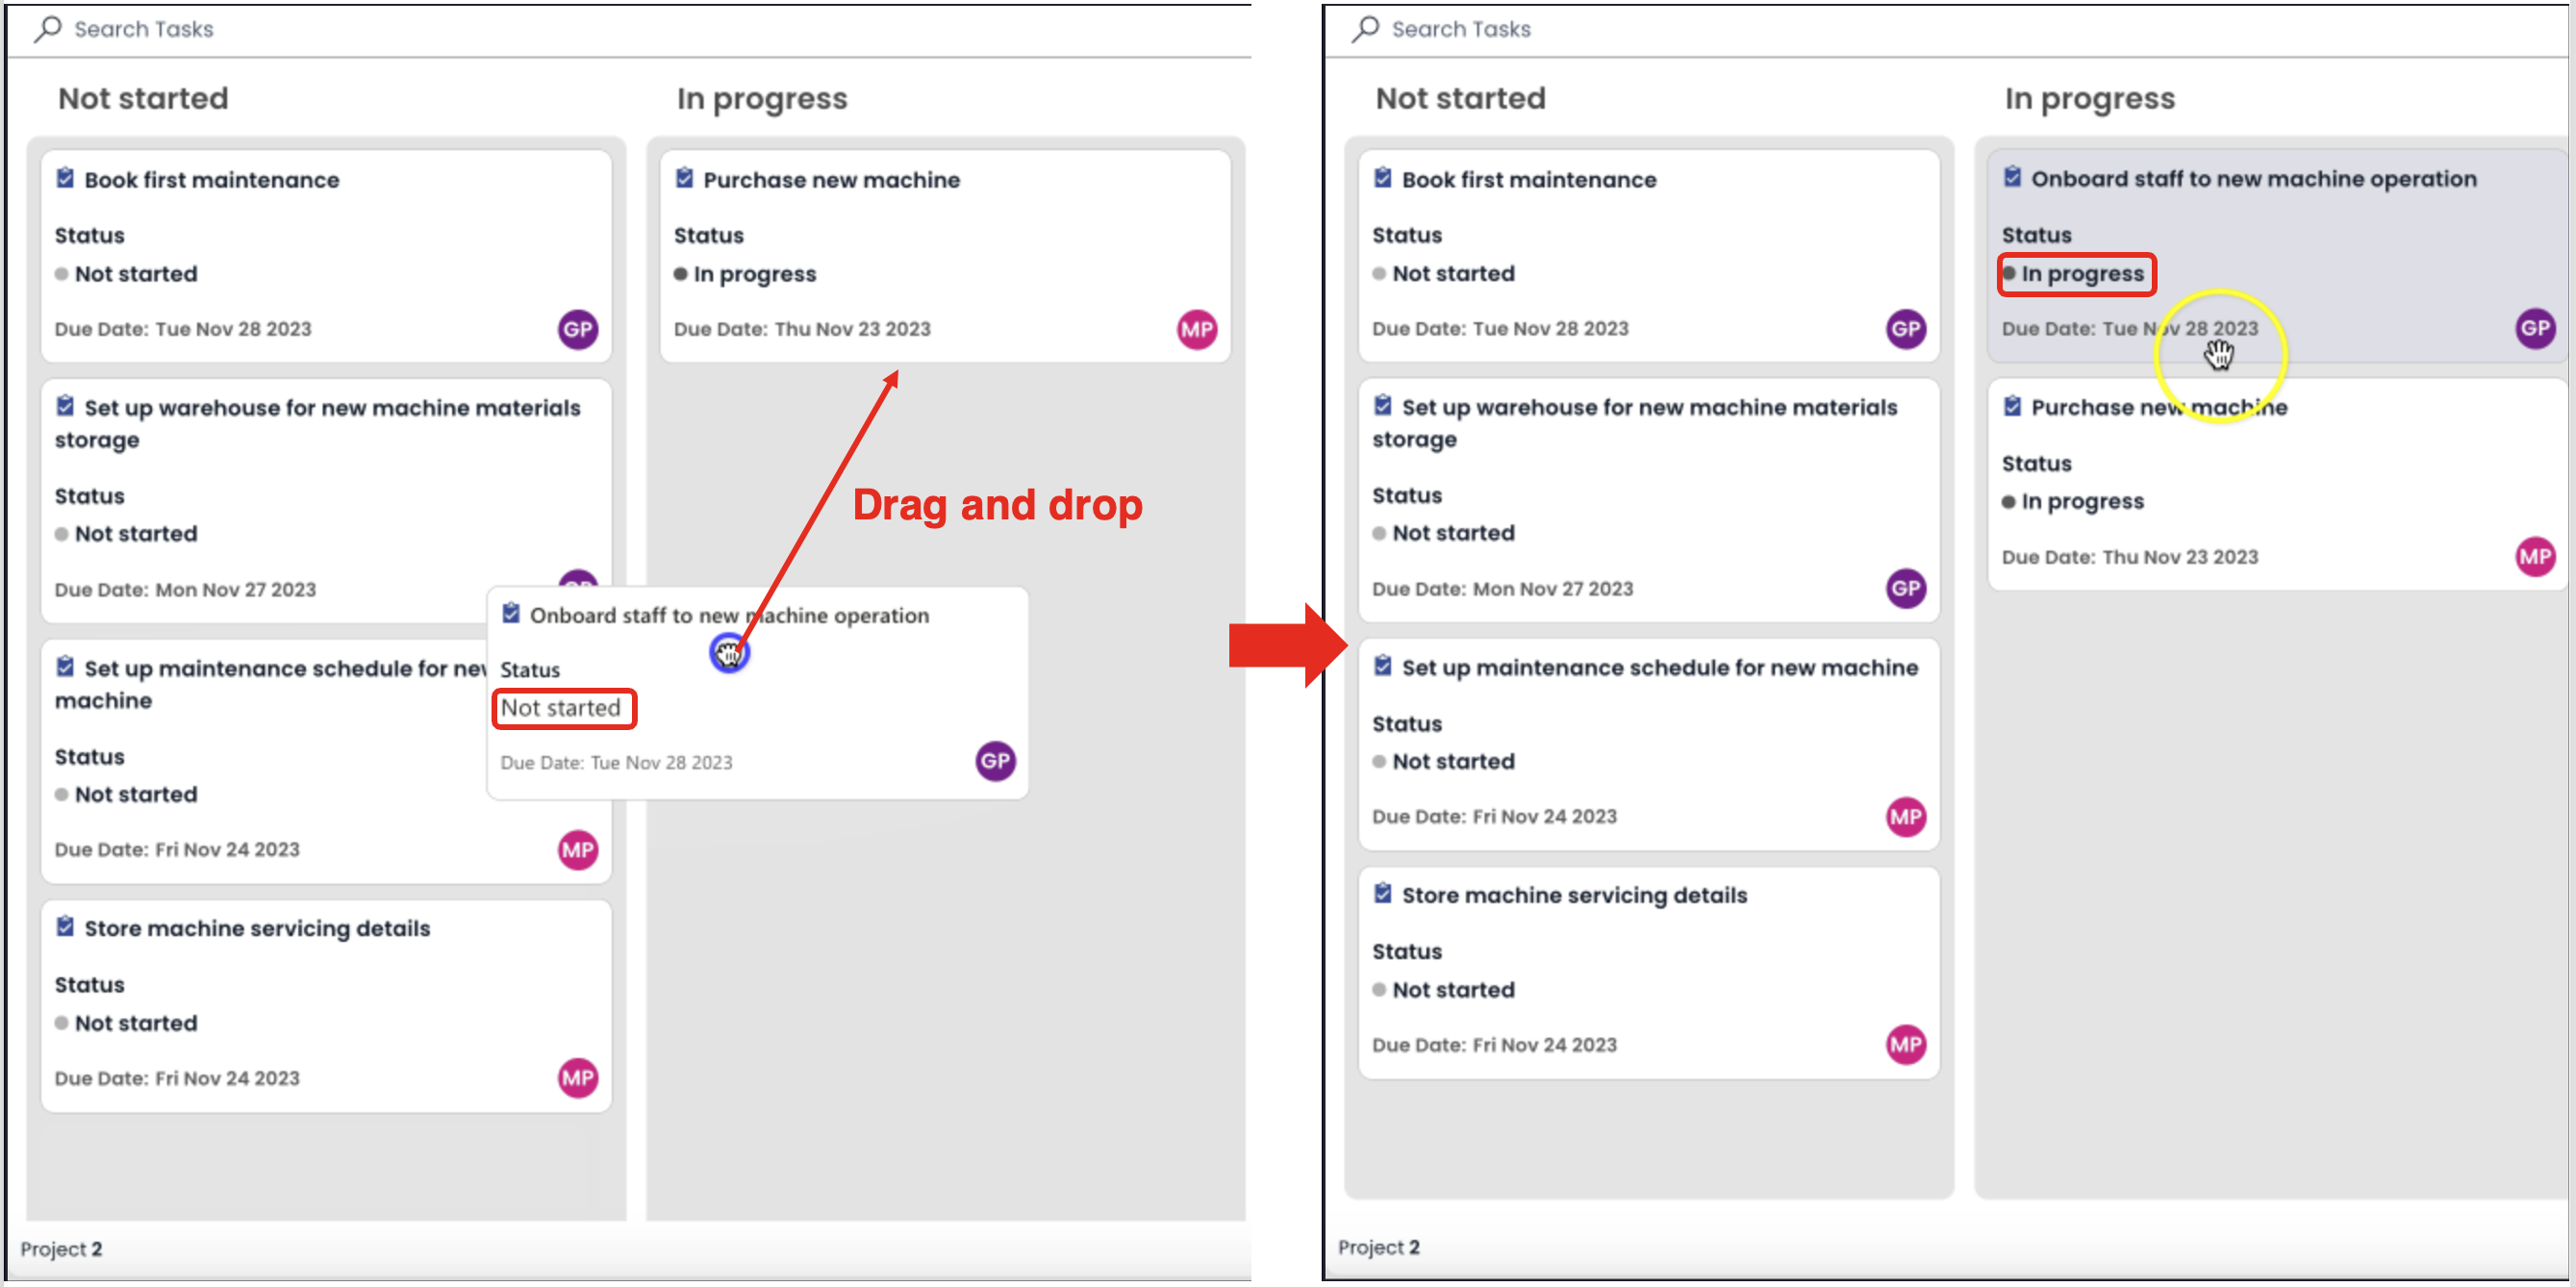 Search Tasks
Not started
Book first maintenance
Status
Not started
Due Date: Tue Nov 28 2023
GP
Set up warehouse for new machine materials
storage
Status
Not started
Due Date: Mon Nov 27 2023
Set up maintenance schedule for
machine
Status
Not started
Due Date: Fri Nov 24 2023
MP
Store machine servicing details
Status
Not started
Due Date: Fri Nov 24 2023
MP
In progress
Purchase new machine
Status
In progress
Due Date: Thu Nov 23 2023
MP
Drag and drop
Onboard staff to new machine operation
Status
Not started
Due Date: Tue Nov 28 2023
GP
Project 2
Search Tasks
Not started
Book first maintenance
Status
Not started
Due Date: Tue Nov 28 2023
GP
Set up warehouse for new machine materials
storage
Status
Not started
Due Date: Mon Nov 27 2023
GP
Set up maintenance schedule for new machine
Status
Not started
Due Date: Fri Nov 24 2023
MP
Store machine servicing details
Status
Not started
Due Date: Fri Nov 24 2023
MP
In progress
Onboard staff to new machine operation
Status
In progress
Due Date: Tue Nov 28 2023
GP
Purchase new machine
Status
In progress
Due Date: Thu Nov 23 2023
MP
Project 2